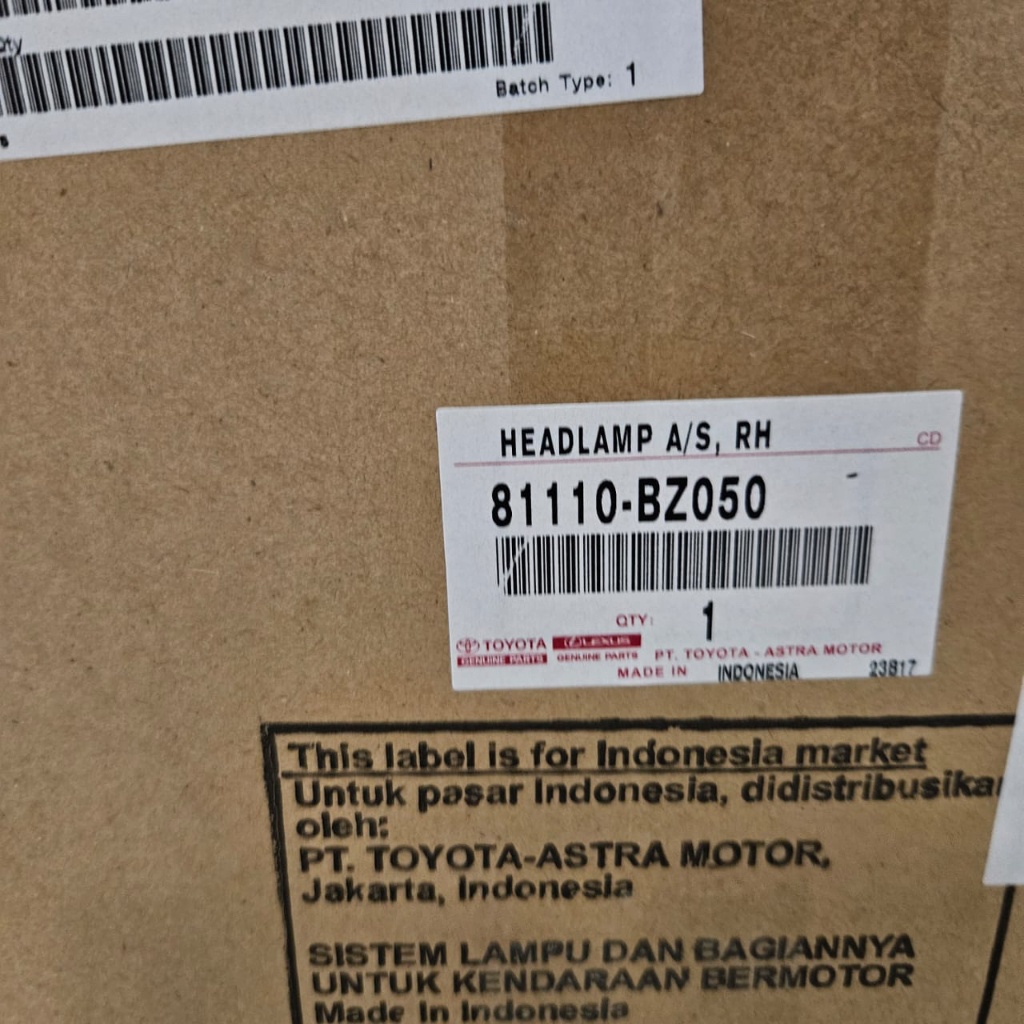 Qty
Batch Type: 1
HEADLAMP A/S, RH
CD
81110-BZ050
QTY: 1
TOYOTA LEXUS
GENUINE PARTS GENUINE PARTS PT. TOYOTA - ASTRA MOTOR
MADE IN INDONESIA 23817
This label is for Indonesia market
Untuk pasar Indonesia, didistribusikan
oleh:
PT. TOYOTA-ASTRA MOTOR,
Jakarta, Indonesia
SISTEM LAMPU DAN BAGIANNYA
UNTUK KENDARAAN BERMOTOR
Made In Indonesia